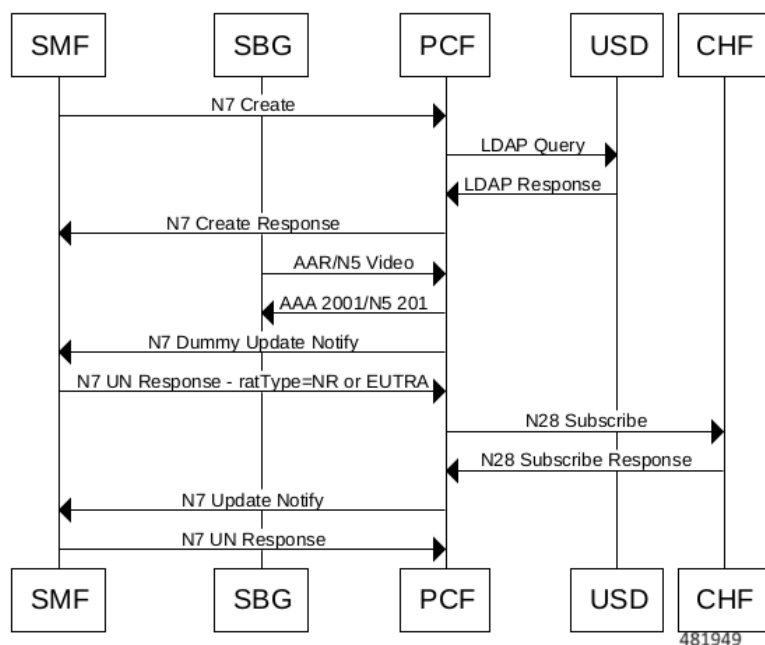 SMF SBG PCF USD CHF
N7 Create
LDAP Query
LDAP Response
N7 Create Response
AAR/N5 Video
AAA 2001/N5 201
N7 Dummy Update Notify
N7 UN Response - ratType=NR or EUTRA
N28 Subscribe
N28 Subscribe Response
N7 Update Notify
N7 UN Response
SMF SBG PCF USD CHF
481949